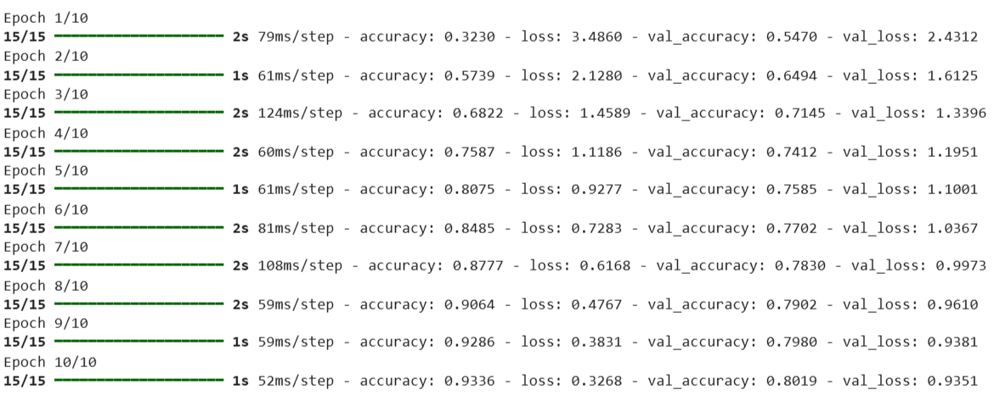 Epoch 1/10
15/15 ━━━━━━━━━━━━━━━━━━━━ 2s 79ms/step - accuracy: 0.3230 - loss: 3.4860 - val_accuracy: 0.5470 - val_loss: 2.4312
Epoch 2/10
15/15 ━━━━━━━━━━━━━━━━━━━━ 1s 61ms/step - accuracy: 0.5739 - loss: 2.1280 - val_accuracy: 0.6494 - val_loss: 1.6125
Epoch 3/10
15/15 ━━━━━━━━━━━━━━━━━━━━ 2s 124ms/step - accuracy: 0.6822 - loss: 1.4589 - val_accuracy: 0.7145 - val_loss: 1.3396
Epoch 4/10
15/15 ━━━━━━━━━━━━━━━━━━━━ 2s 60ms/step - accuracy: 0.7587 - loss: 1.1186 - val_accuracy: 0.7412 - val_loss: 1.1951
Epoch 5/10
15/15 ━━━━━━━━━━━━━━━━━━━━ 1s 61ms/step - accuracy: 0.8075 - loss: 0.9277 - val_accuracy: 0.7585 - val_loss: 1.1001
Epoch 6/10
15/15 ━━━━━━━━━━━━━━━━━━━━ 2s 81ms/step - accuracy: 0.8485 - loss: 0.7283 - val_accuracy: 0.7702 - val_loss: 1.0367
Epoch 7/10
15/15 ━━━━━━━━━━━━━━━━━━━━ 2s 108ms/step - accuracy: 0.8777 - loss: 0.6168 - val_accuracy: 0.7830 - val_loss: 0.9973
Epoch 8/10
15/15 ━━━━━━━━━━━━━━━━━━━━ 2s 59ms/step - accuracy: 0.9064 - loss: 0.4767 - val_accuracy: 0.7902 - val_loss: 0.9610
Epoch 9/10
15/15 ━━━━━━━━━━━━━━━━━━━━ 1s 59ms/step - accuracy: 0.9286 - loss: 0.3831 - val_accuracy: 0.7980 - val_loss: 0.9381
Epoch 10/10
15/15 ━━━━━━━━━━━━━━━━━━━━ 1s 52ms/step - accuracy: 0.9336 - loss: 0.3268 - val_accuracy: 0.8019 - val_loss: 0.9351